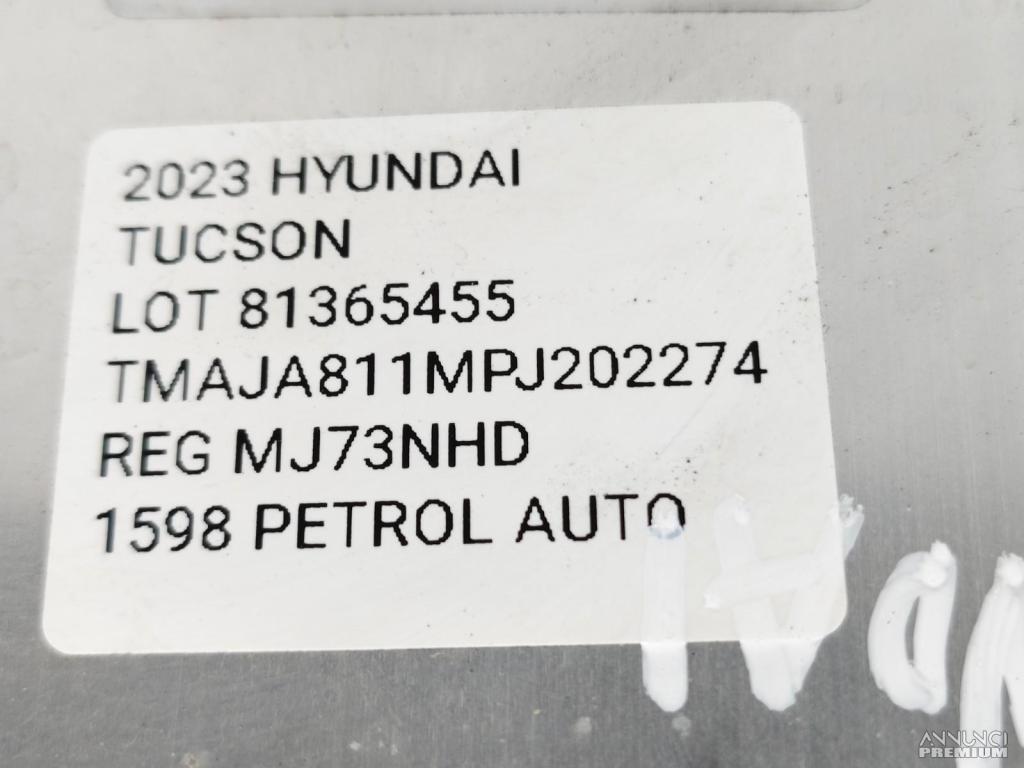 2023 HYUNDAI
TUCSON
LOT 81365455
TMAJA811MPJ202274
REG MJ73NHD
1598 PETROL AUTO
ANNUNCI
PREMIUM